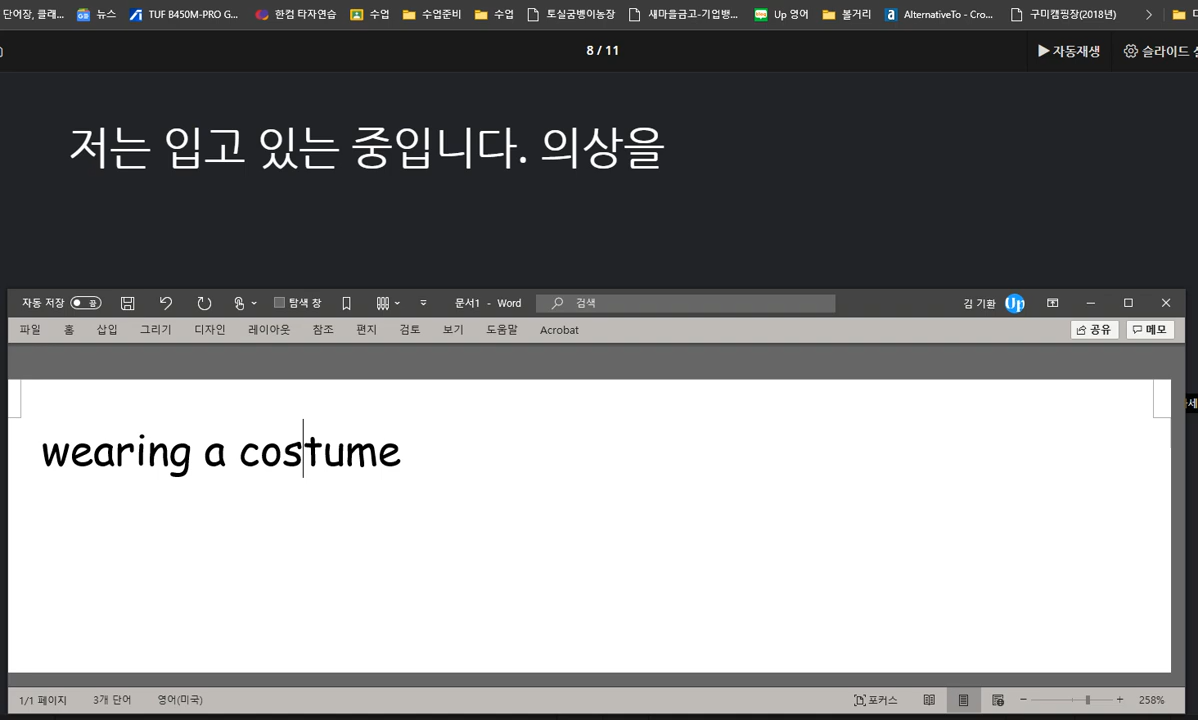 단어장, 클래... 뉴스 TUF B450M-PRO G... 한컴 타자연습 수업 수업준비 수업 토실굼벵이농장 새마을금고-기업뱅... Up 영어 볼거리 AlternativeTo - Cro... 구미캠핑장(2018년)
8 / 11 자동재생 슬라이드
저는 입고 있는 중입니다. 의상을
자동 저장 끔 탐색 창 문서1 - Word 검색 김 기환 Up
파일 홈 삽입 그리기 디자인 레이아웃 참조 편지 검토 보기 도움말 Acrobat 공유 메모
wearing a costume
1/1 페이지 3개 단어 영어(미국) 포커스 258%